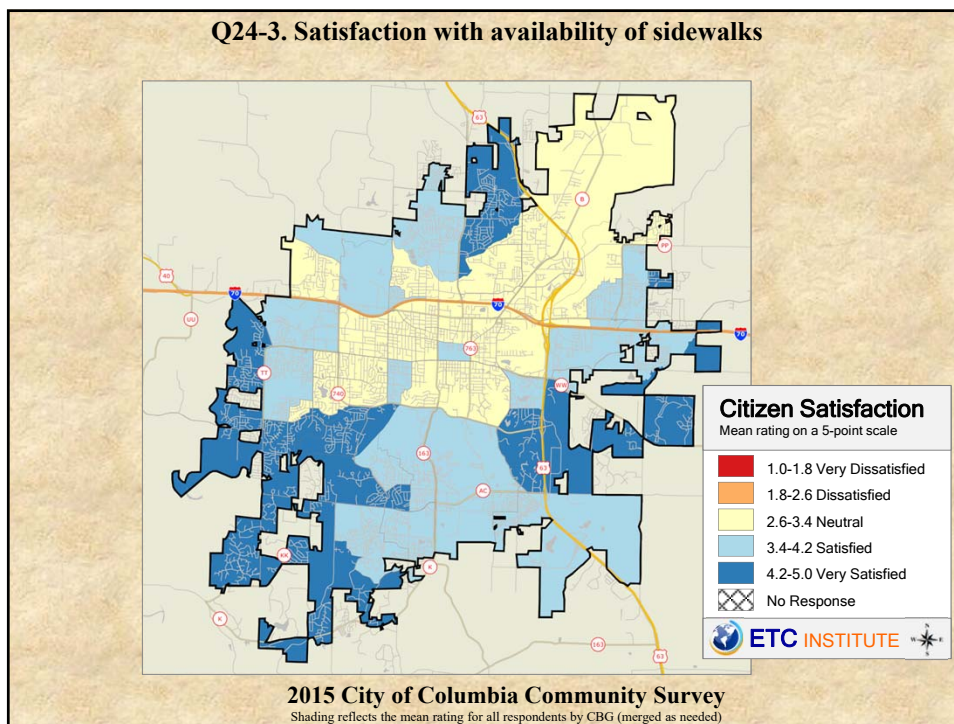 Q24-3. Satisfaction with availability of sidewalks
63
B
PP
40
70
70
70
UU
763
TT
740
WW
163
63
AC
KK
K
K
163
63
Citizen Satisfaction
Mean rating on a 5-point scale
1.0-1.8 Very Dissatisfied
1.8-2.6 Dissatisfied
2.6-3.4 Neutral
3.4-4.2 Satisfied
4.2-5.0 Very Satisfied
No Response
ETC INSTITUTE
N
W E
S
2015 City of Columbia Community Survey
Shading reflects the mean rating for all respondents by CBG (merged as needed)